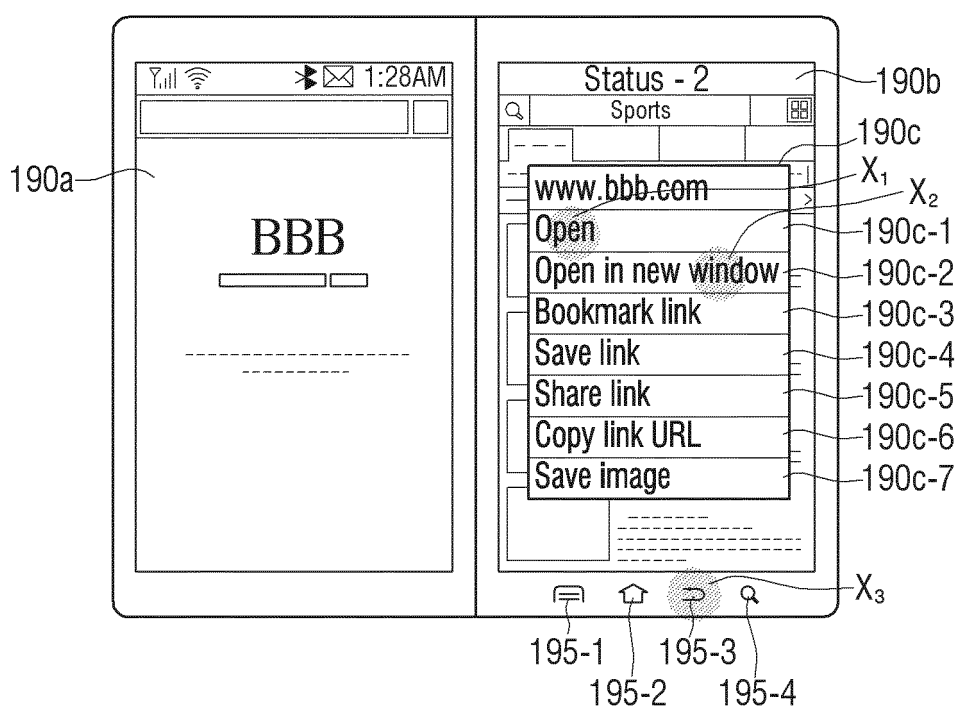 1:28AM
Status - 2
190b
Sports
190c
190a
X₁
www.bbb.com
X₂
BBB
Open
190c-1
Open in new window
190c-2
Bookmark link
190c-3
Save link
190c-4
Share link
190c-5
Copy link URL
190c-6
Save image
190c-7
X₃
195-1
195-3
195-2
195-4